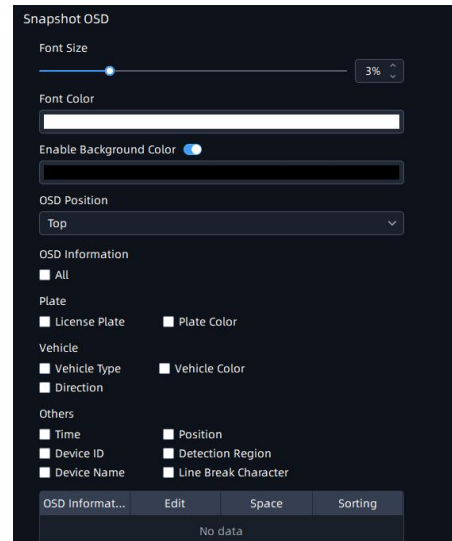 Snapshot OSD
Font Size
3%
Font Color
Enable Background Color
OSD Position
Top
OSD Information
All
Plate
License Plate Plate Color
Vehicle
Vehicle Type Vehicle Color
Direction
Others
Time Position
Device ID Detection Region
Device Name Line Break Character
OSD Informat... Edit Space Sorting
No data